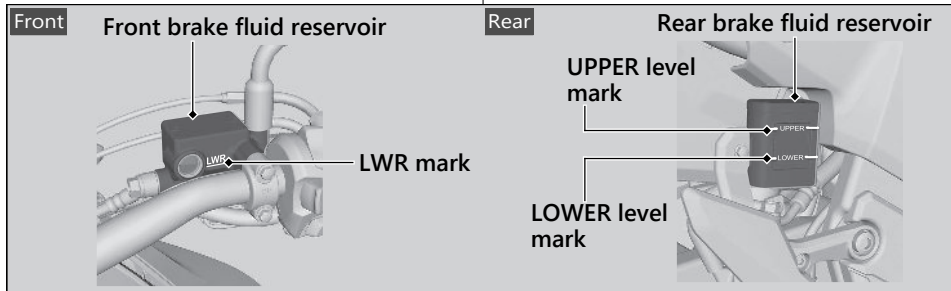 Front
Front brake fluid reservoir
LWR
LWR mark
Rear
Rear brake fluid reservoir
UPPER level
mark
UPPER
LOWER
LOWER level
mark